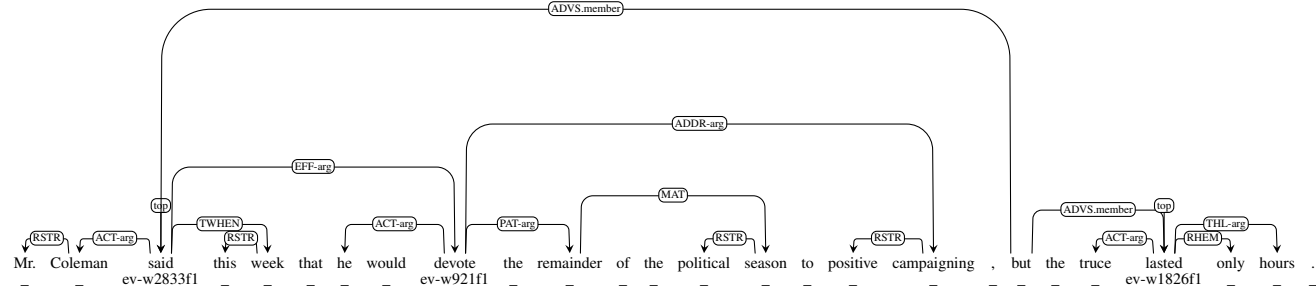 ADVS.member
ADDR-arg
EFF-arg
MAT
top ADVS.member top
TWHEN ACT-arg PAT-arg THL-arg
RSTR ACT-arg RSTR RSTR RSTR ACT-arg RHEM
Mr. Coleman said this week that he would devote the remainder of the political season to positive campaigning , but the truce lasted only hours .
_ _ ev-w2833f1 _ _ _ _ _ ev-w921f1 _ _ _ _ _ _ _ _ _ _ _ _ _ ev-w1826f1 _ _ _